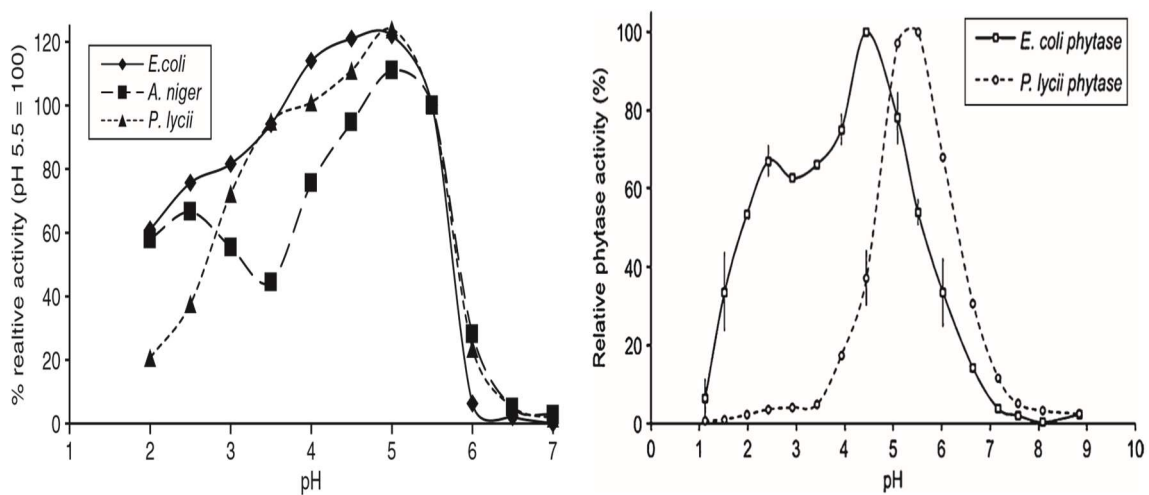 % realtive activity (pH 5.5 = 100)
120
100
80
60
40
20
0
1 2 3 4 5 6 7
pH
E.coli
A. niger
P. lycii
Relative phytase activity (%)
100
80
60
40
20
0
0 1 2 3 4 5 6 7 8 9 10
pH
E. coli phytase
P. lycii phytase